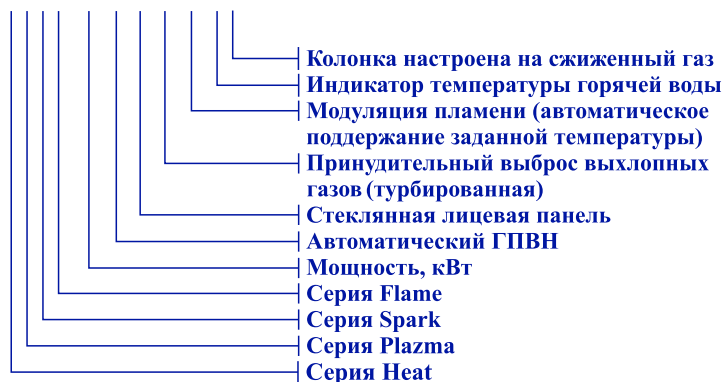 Колонка настроена на сжиженный газ
Индикатор температуры горячей воды
Модуляция пламени (автоматическое
поддержание заданной температуры)
Принудительный выброс выхлопных
газов (турбированная)
Стеклянная лицевая панель
Автоматический ГПВН
Мощность, кВт
Серия Flame
Серия Spark
Серия Plazma
Серия Heat